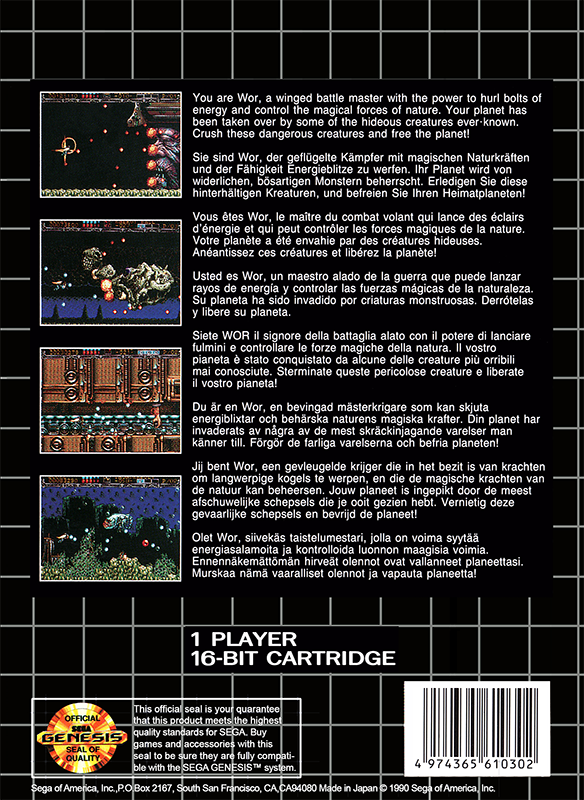 You are Wor, a winged battle master with the power to hurl bolts of
energy and control the magical forces of nature. Your planet has
been taken over by some of the hideous creatures ever-known.
Crush these dangerous creatures and free the planet!
Sie sind Wor, der geflügelte Kämpfer mit magischen Naturkräften
und der Fähigkeit Energieblitze zu werfen. Ihr Planet wird von
widerlichen, bösartigen Monstern beherrscht. Erledigen Sie diese
hinterhältigen Kreaturen, und befreien Sie Ihren Heimatplaneten!
Vous êtes Wor, le maître du combat volant qui lance des éclairs
d'énergie et qui peut contrôler les forces magiques de la nature.
Votre planète a été envahie par des créatures hideuses.
Anéantissez ces créatures et libérez la planète!
Usted es Wor, un maestro alado de la guerra que puede lanzar
rayos de energía y controlar las fuerzas mágicas de la naturaleza.
Su planeta ha sido invadido por criaturas monstruosas. Derrótelas
y libere su planeta.
Siete WOR il signore della battaglia alato con il potere di lanciare
fulmini e controllare le forze magiche della natura. Il vostro
pianeta è stato conquistato da alcune delle creature più orribili
mai conosciute. Sterminate queste pericolose creature e liberate
il vostro pianeta!
Du är en Wor, en bevingad mästerkrigare som kan skjuta
energiblixtar och behärska naturens magiska krafter. Din planet har
invaderats av några av de mest skräckinjagande varelser man
känner till. Förgör de farliga varelserna och befria planeten!
Jij bent Wor, een gevleugelde krijger die in het bezit is van krachten
om langwerpige kogels te werpen, en die de magische krachten van
de natuur kan beheersen. Jouw planeet is ingepikt door de meest
afschuwelijke schepsels die je ooit gezien hebt. Vernietig deze
gevaarlijke schepsels en bevrijd de planeet!
Olet Wor, siivekäs taistelumestari, jolla on voima syytää
energiasalamoita ja kontrolloida luonnon maagisia voimia.
Ennennäkemättömän hirveät olennot ovat vallanneet planeettasi.
Murskaa nämä vaaralliset olennot ja vapauta planeetta!
1 PLAYER
16-BIT CARTRIDGE
OFFICIAL
SEGA
GENESIS
SEAL OF
QUALITY
This official seal is your guarantee
that this product meets the highest
quality standards for SEGA. Buy
games and accessories with this
seal to be sure they are fully compati-
ble with the SEGA GENESIS™ system.
4 974365 610302
Sega of America, Inc.,P.O Box 2167, South San Francisco, CA,CA94080 Made in Japan © 1990 Sega of America, Inc.